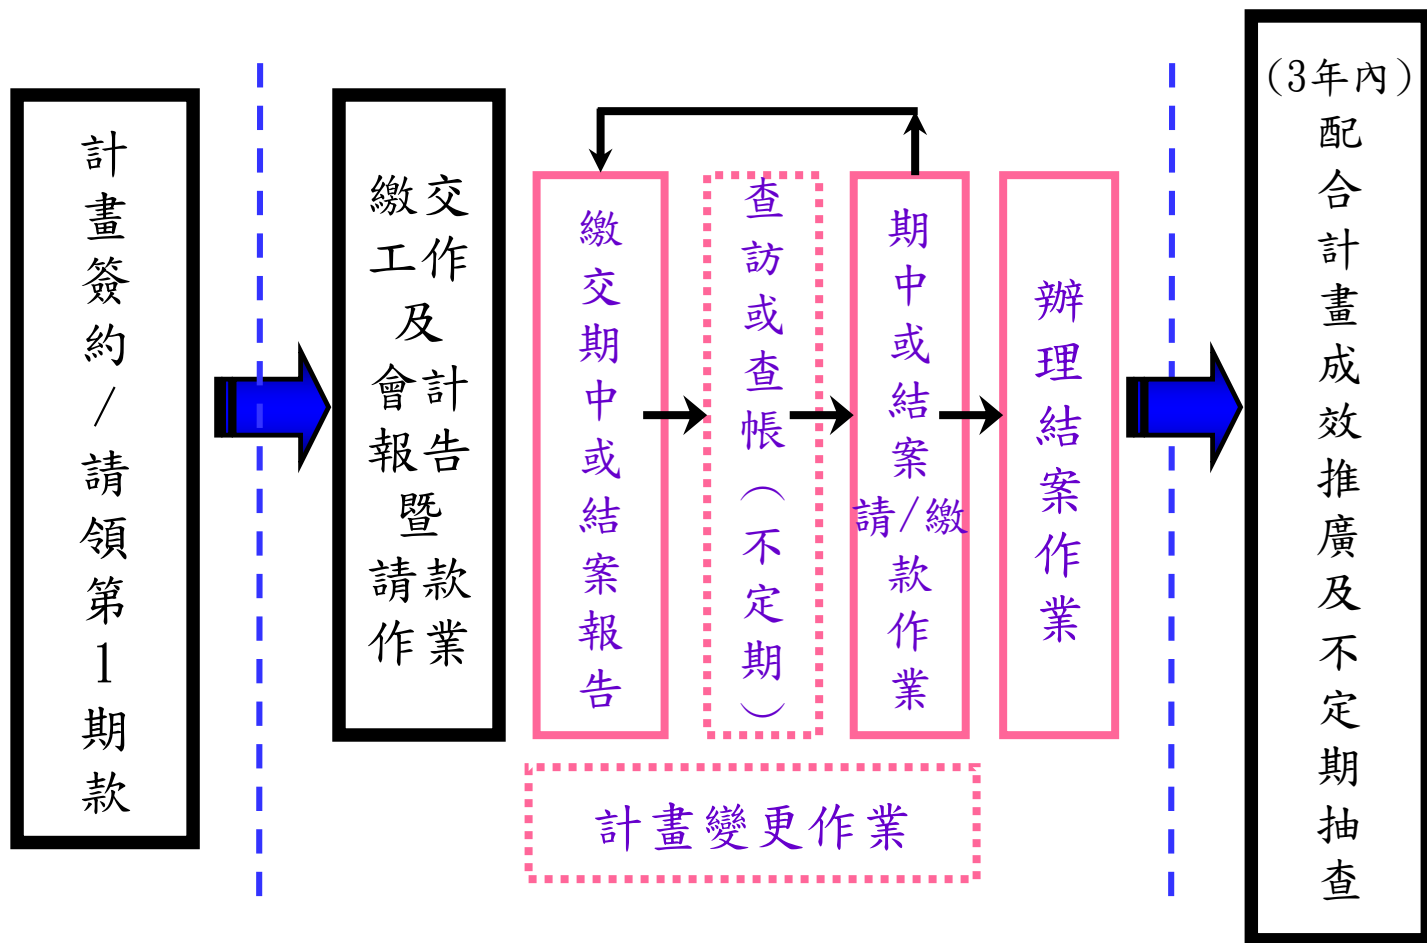 計畫簽約/請領第1期款
繳交
工作
及
會計
報告
暨
請款
作業
繳交期中或結案報告
查訪或查帳（不定期）
期中或結案請/繳款作業
辦理結案作業
計畫變更作業
(3年內)
配合計畫成效推廣及不定期抽查